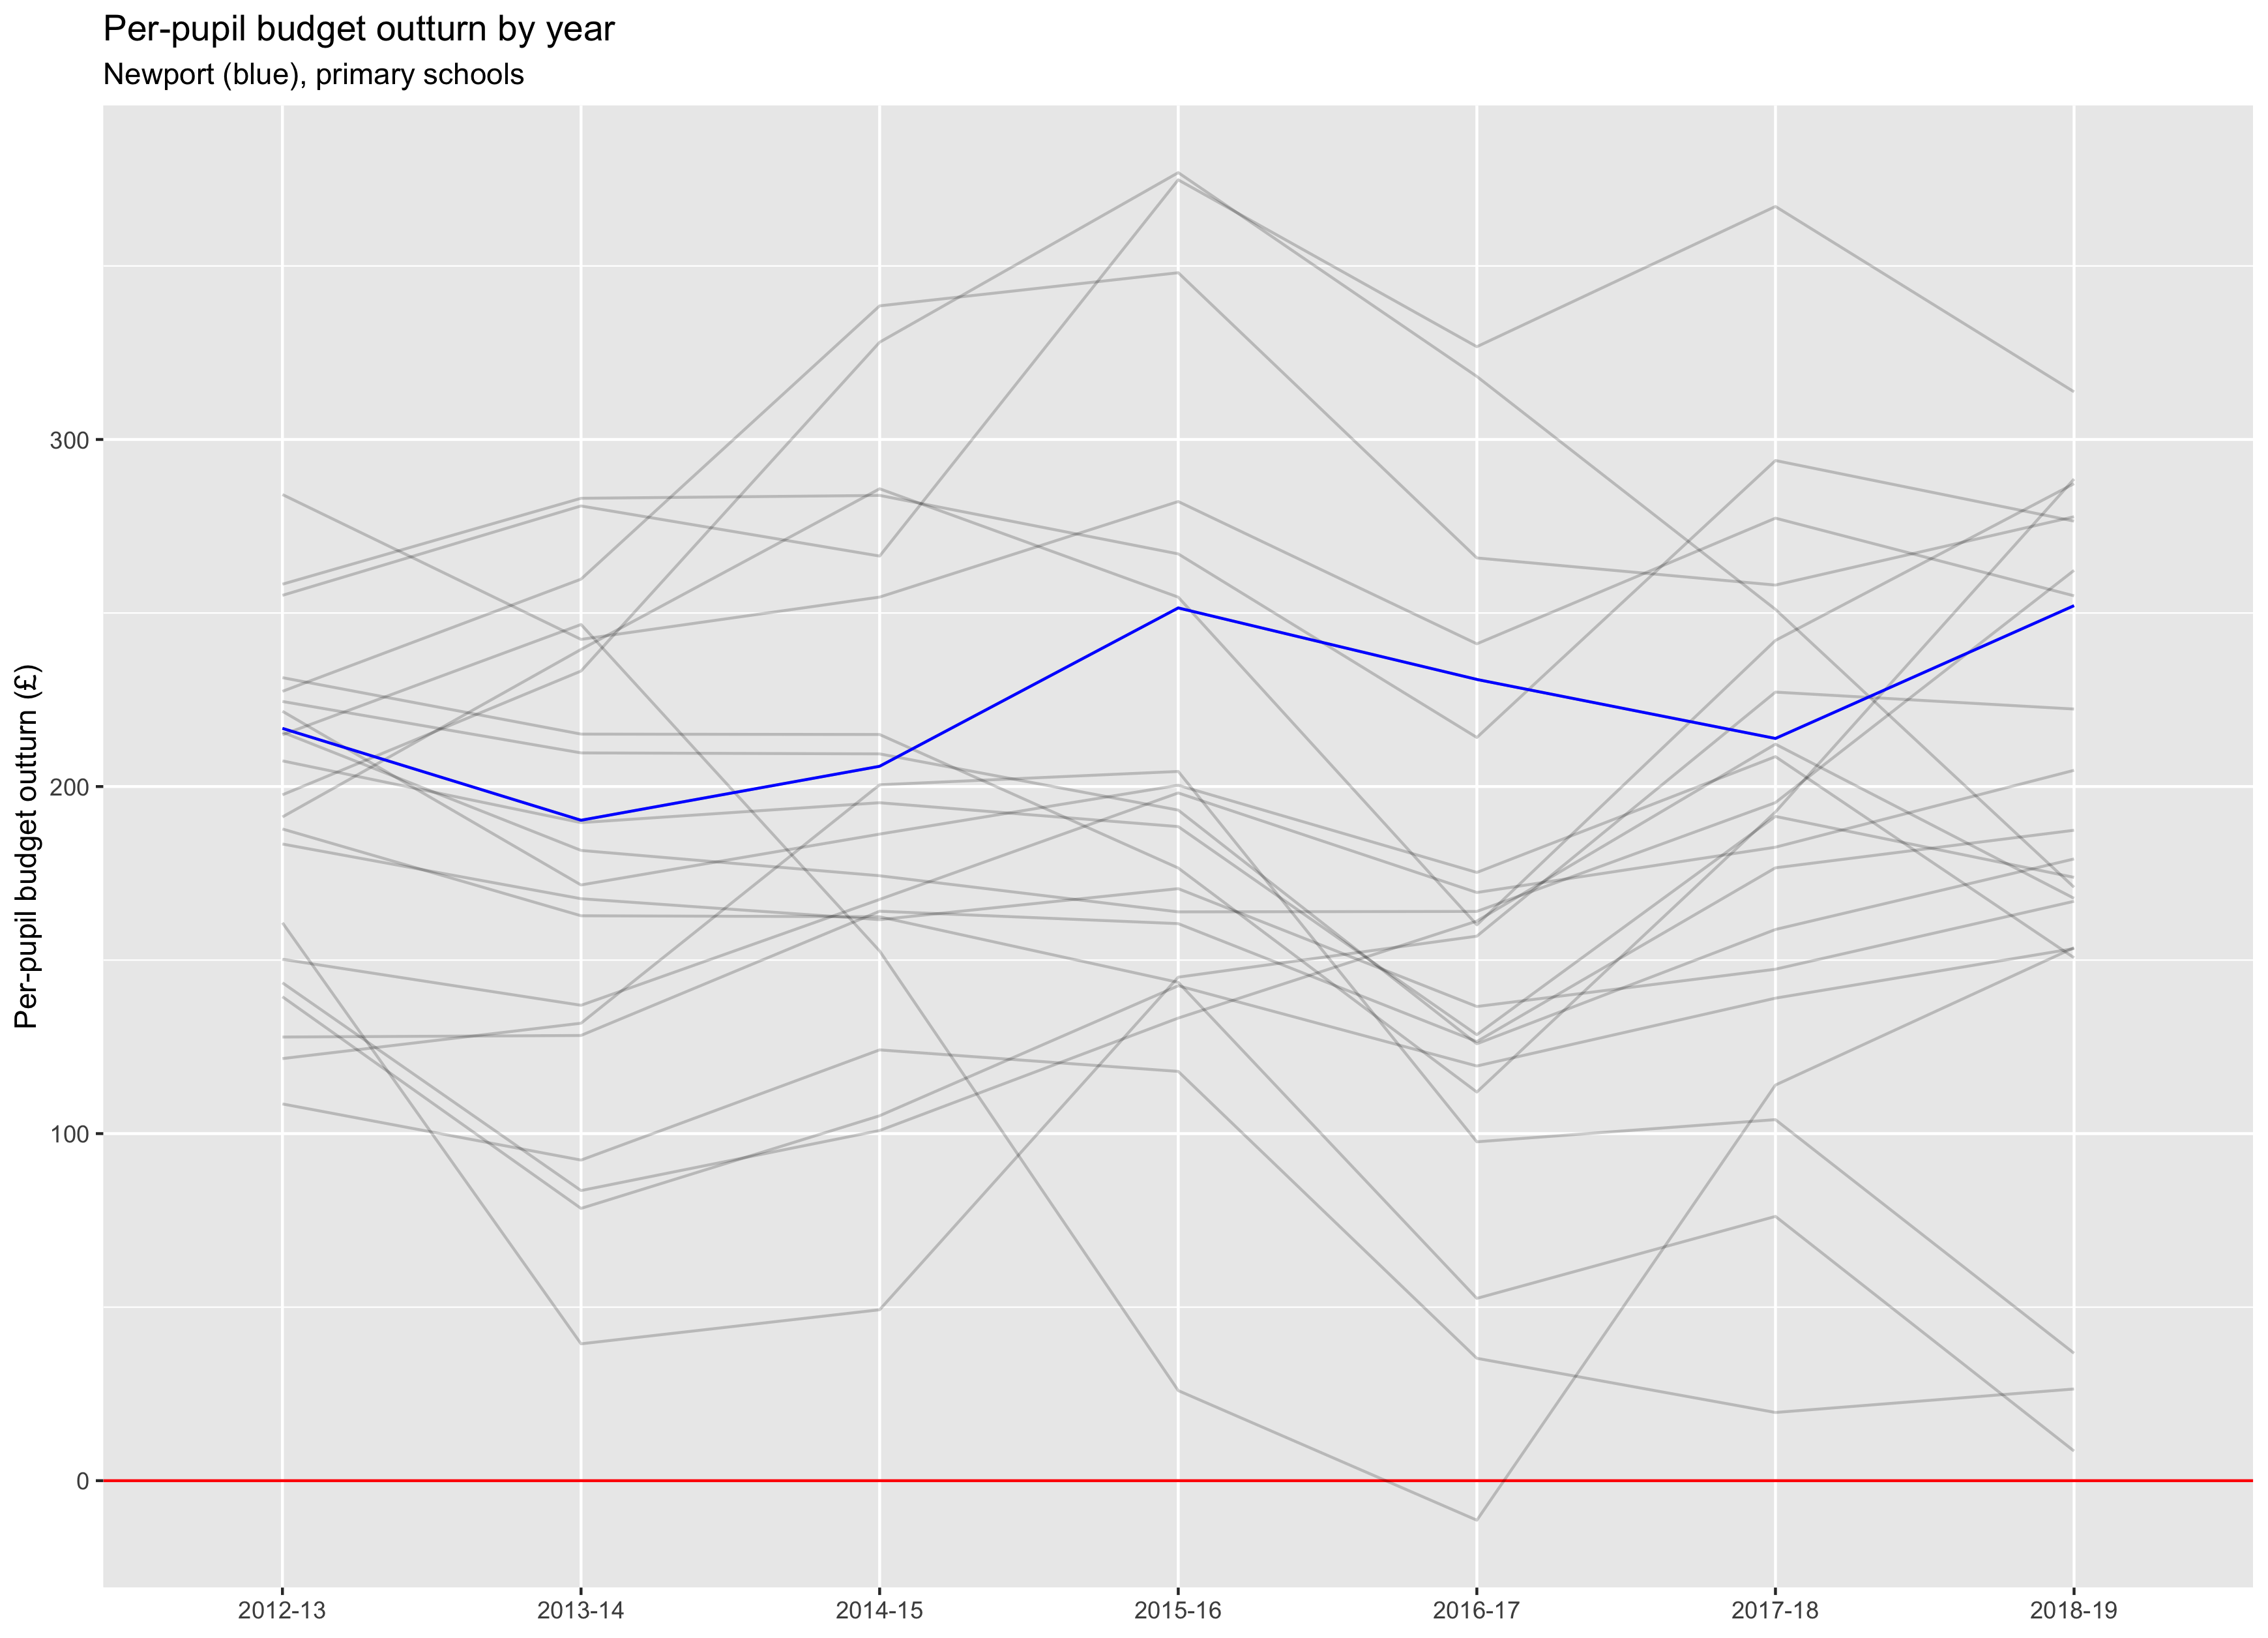 Per-pupil budget outturn by year
Newport (blue), primary schools
Per-pupil budget outturn (£)
300
200
100
0
2012-13 2013-14 2014-15 2015-16 2016-17 2017-18 2018-19